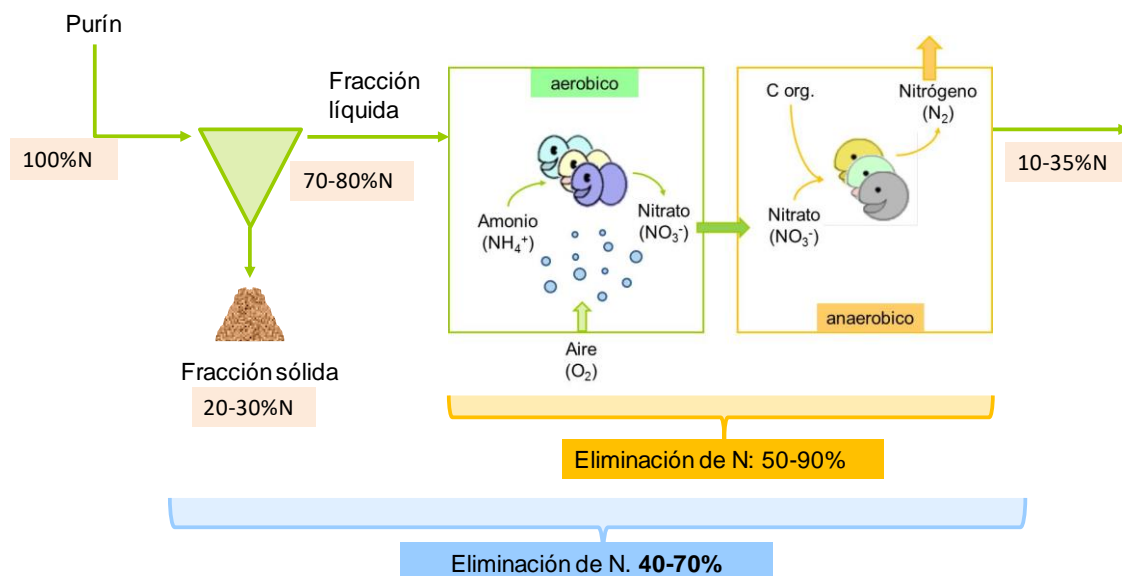 Purín
100%N
Fracción
líquida
70-80%N
Fracción sólida
20-30%N
aerobico
Amonio
(NH₄⁺)
Nitrato
(NO₃⁻)
Aire
(O₂)
C org.
Nitrógeno
(N₂)
Nitrato
(NO₃⁻)
anaerobico
10-35%N
Eliminación de N: 50-90%
Eliminación de N. 40-70%